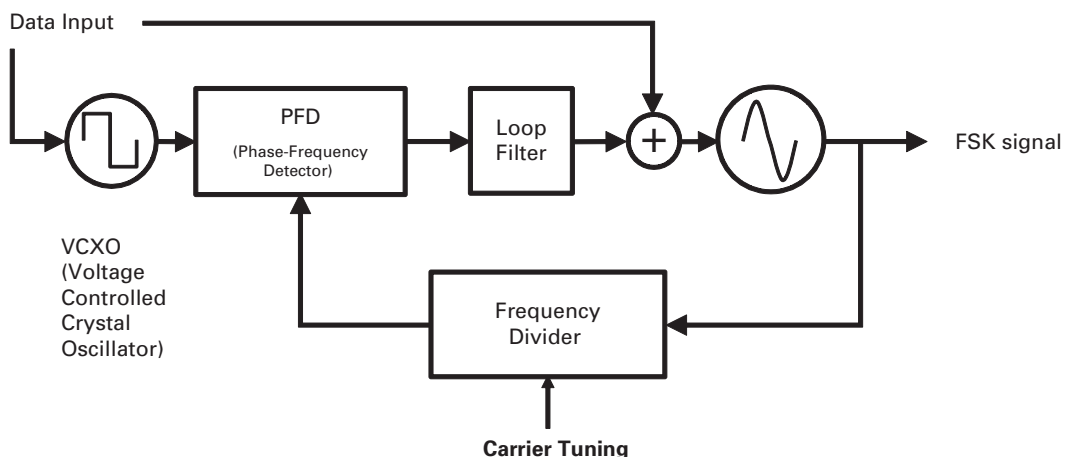 Data Input
PFD
(Phase-Frequency
Detector)
Loop
Filter
+
FSK signal
VCXO
(Voltage
Controlled
Crystal
Oscillator)
Frequency
Divider
Carrier Tuning